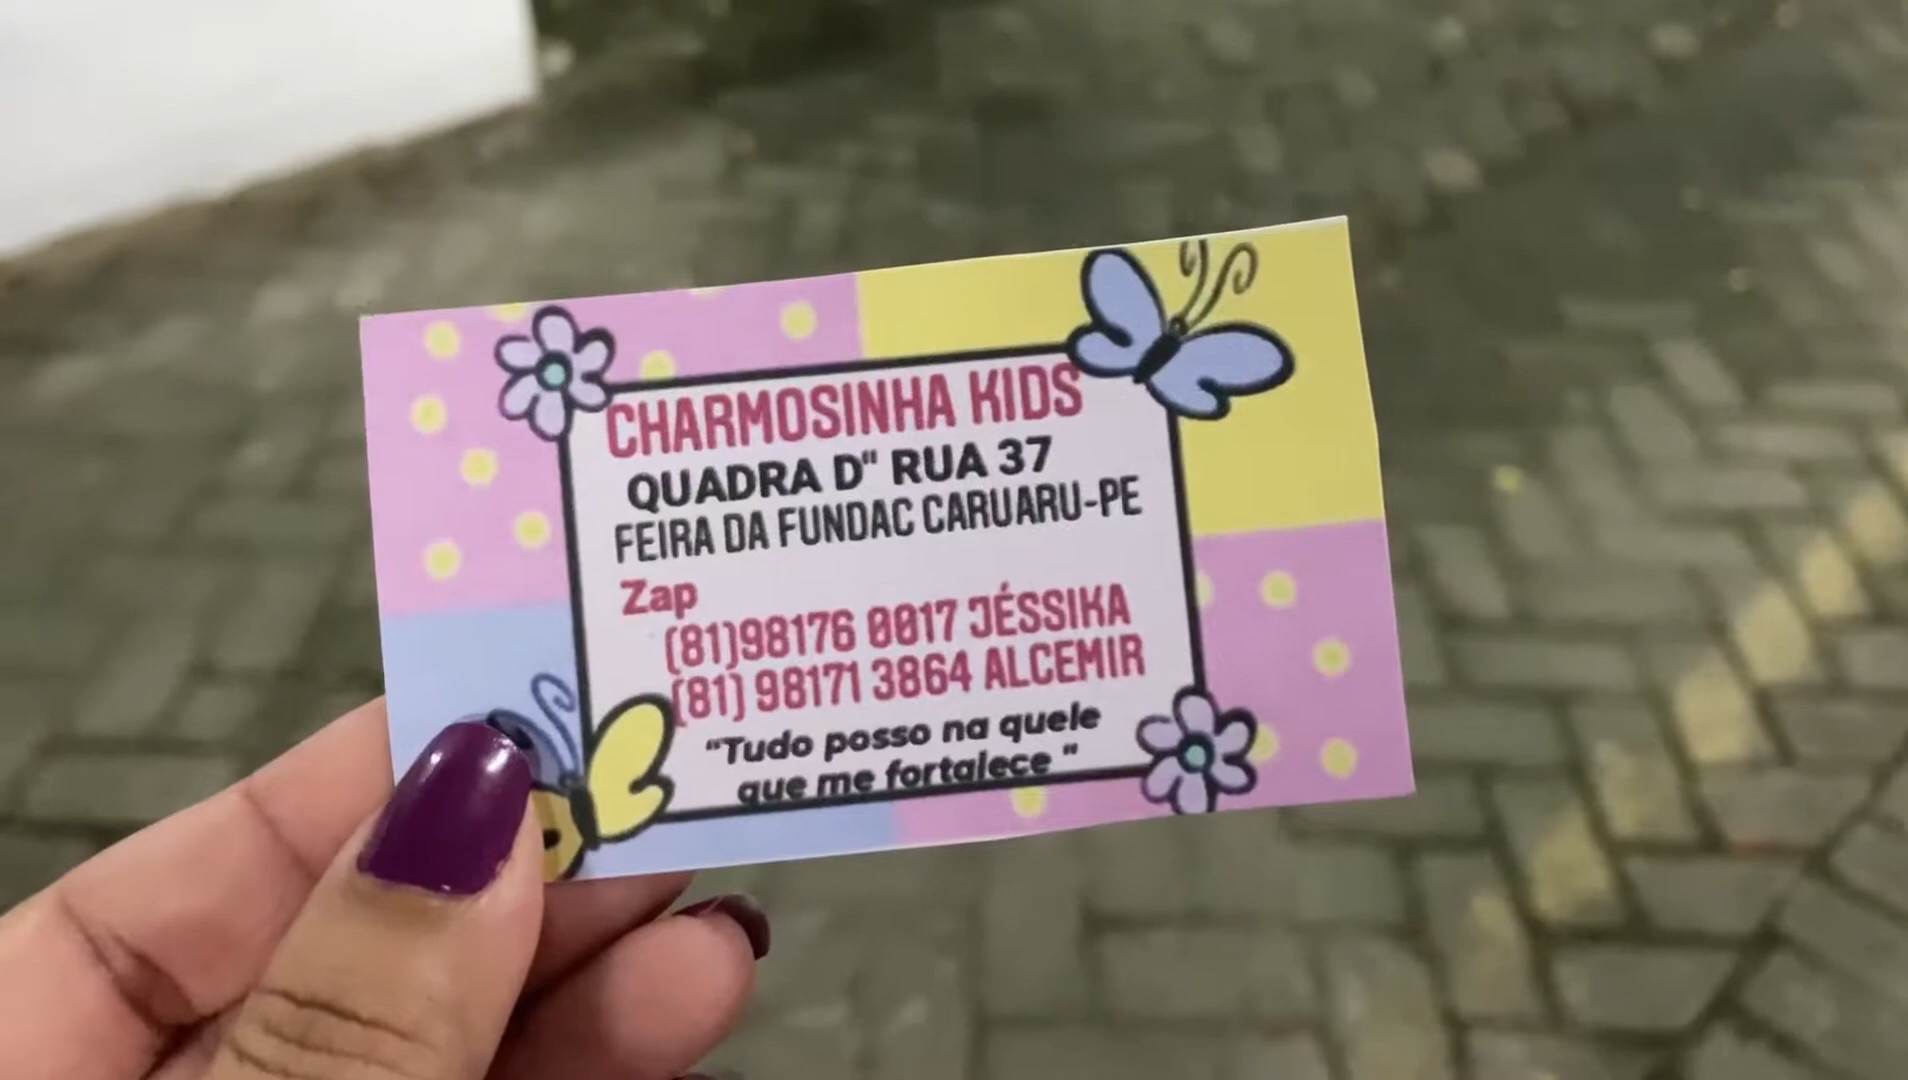 CHARMOSINHA KIDS
QUADRA D" RUA 37
FEIRA DA FUNDAC CARUARU-PE
Zap
(81)98176 0017 JÉSSIKA
(81) 98171 3864 ALCEMIR
"Tudo posso na quele
que me fortalece "